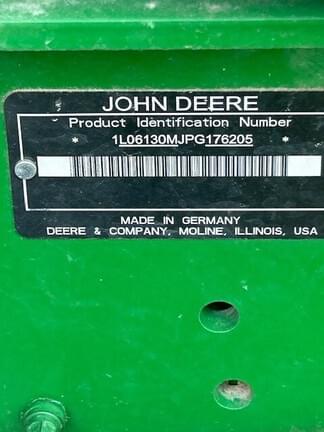 JOHN DEERE
Product Identification Number
* 1L06130MJPG176205 *
MADE IN GERMANY
DEERE & COMPANY, MOLINE, ILLINOIS, USA